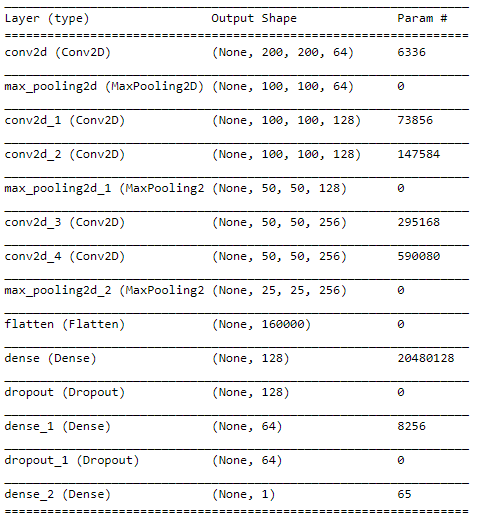 Layer (type) Output Shape Param #
conv2d (Conv2D) (None, 200, 200, 64) 6336
max_pooling2d (MaxPooling2D) (None, 100, 100, 64) 0
conv2d_1 (Conv2D) (None, 100, 100, 128) 73856
conv2d_2 (Conv2D) (None, 100, 100, 128) 147584
max_pooling2d_1 (MaxPooling2 (None, 50, 50, 128) 0
conv2d_3 (Conv2D) (None, 50, 50, 256) 295168
conv2d_4 (Conv2D) (None, 50, 50, 256) 590080
max_pooling2d_2 (MaxPooling2 (None, 25, 25, 256) 0
flatten (Flatten) (None, 160000) 0
dense (Dense) (None, 128) 20480128
dropout (Dropout) (None, 128) 0
dense_1 (Dense) (None, 64) 8256
dropout_1 (Dropout) (None, 64) 0
dense_2 (Dense) (None, 1) 65